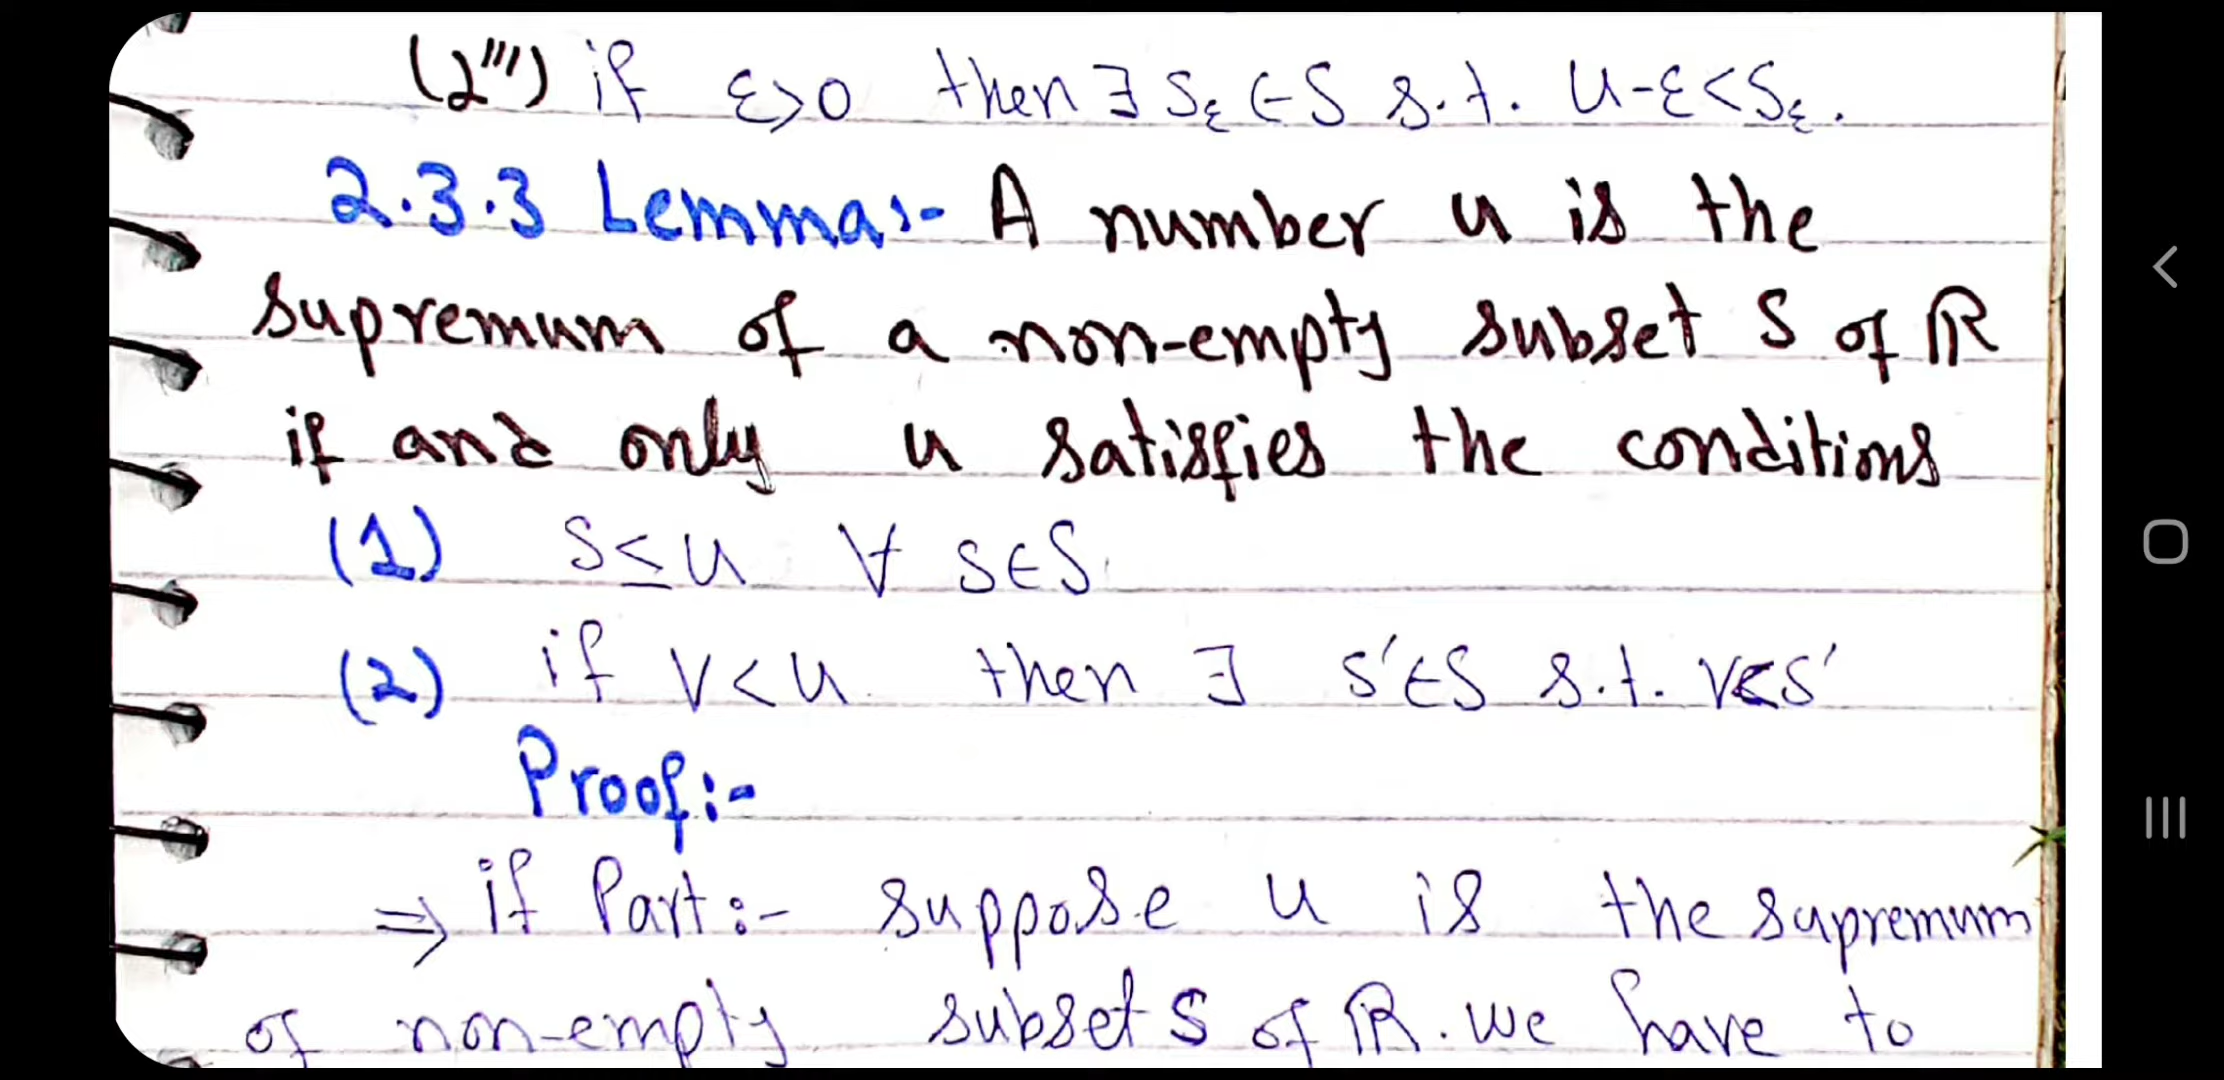 (2''') if ε>0 then ∃ Sε ∈ S s.t. u-ε<Sε.
2.3.3 Lemma:- A number u is the
supremum of a non-empty subset S of ℝ
if and only u satisfies the conditions
(1) S≤u ∀ s∈S.
(2) if v<u. then ∃ s'∈S s.t. v<s'
Proof:-
⇒ if Part:- suppose u is the supremum
of non-empty subset S of ℝ. we have to